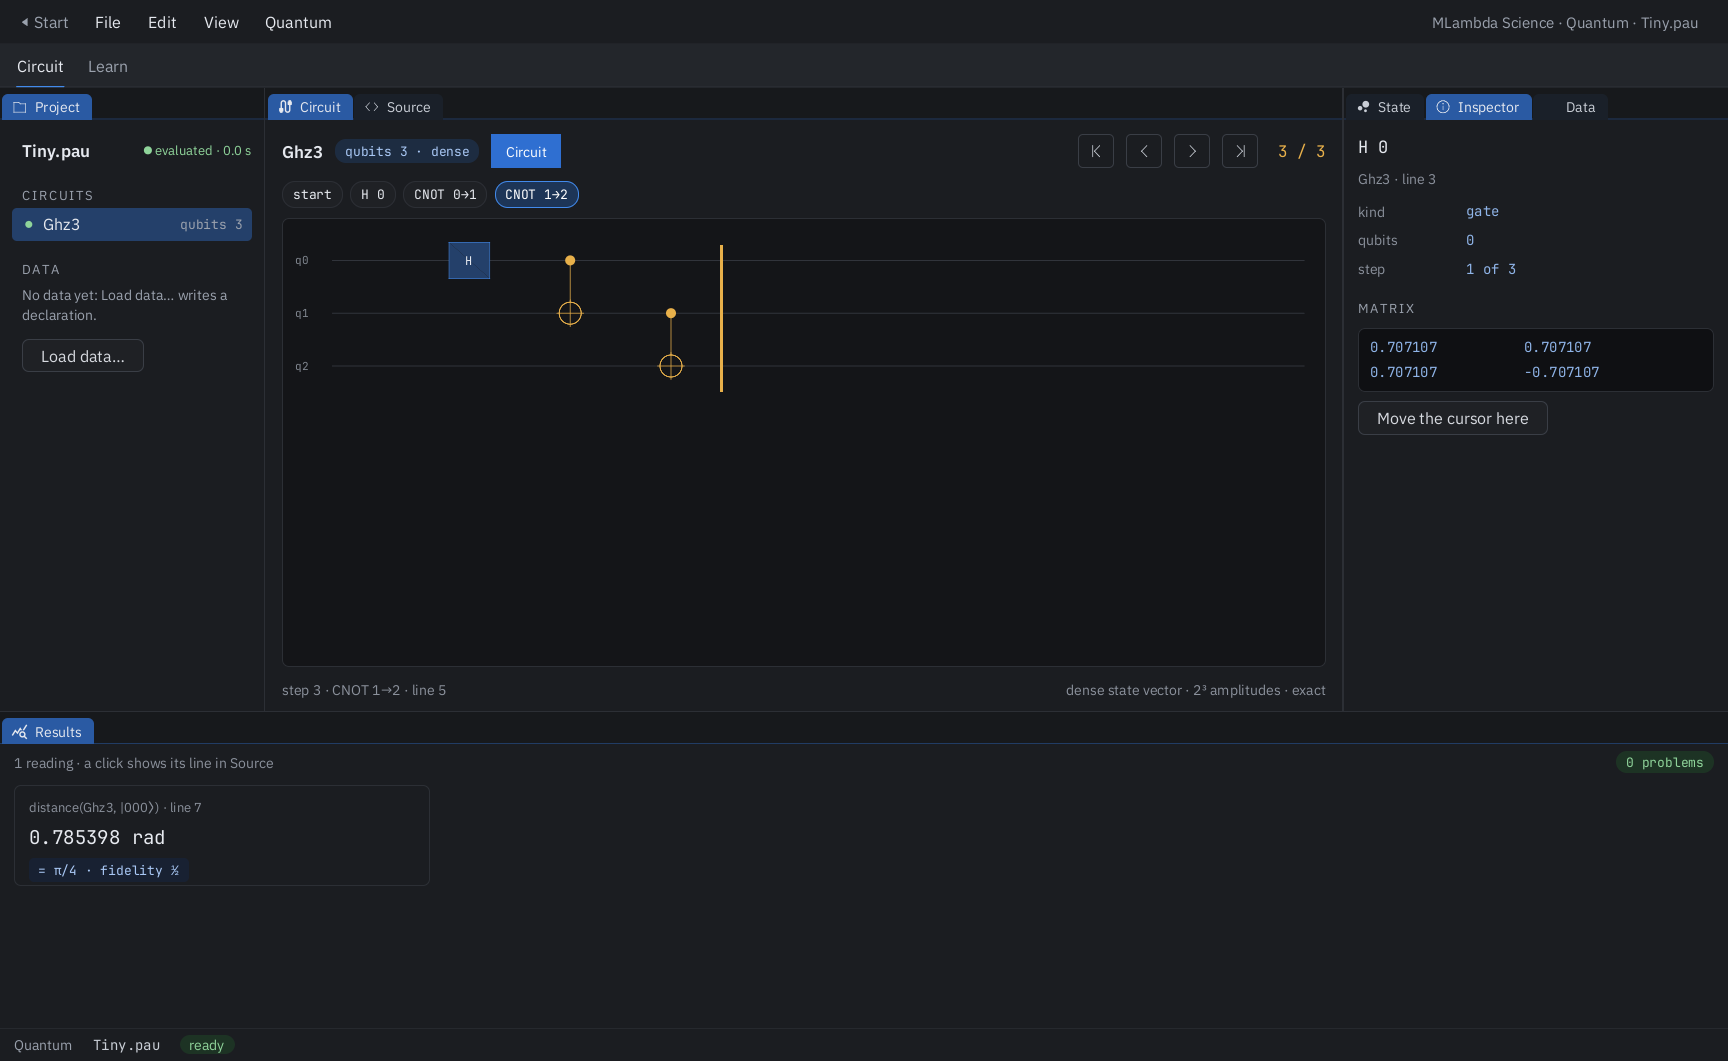 Start File Edit View Quantum MLambda Science · Quantum · Tiny.pau
Circuit Learn
Project
Tiny.pau evaluated · 0.0 s
CIRCUITS
Ghz3 qubits 3
DATA
No data yet: Load data... writes a
declaration.
Load data...
Circuit Source
Ghz3 qubits 3 · dense Circuit 3 / 3
start H 0 CNOT 0→1 CNOT 1→2
q0 H
q1
q2
step 3 · CNOT 1→2 · line 5 dense state vector · 2³ amplitudes · exact
State Inspector Data
H 0
Ghz3 · line 3
kind gate
qubits 0
step 1 of 3
MATRIX
0.707107 0.707107
0.707107 -0.707107
Move the cursor here
Results
1 reading · a click shows its line in Source 0 problems
distance(Ghz3, |000⟩) · line 7
0.785398 rad
= π/4 · fidelity ½
Quantum Tiny.pau ready